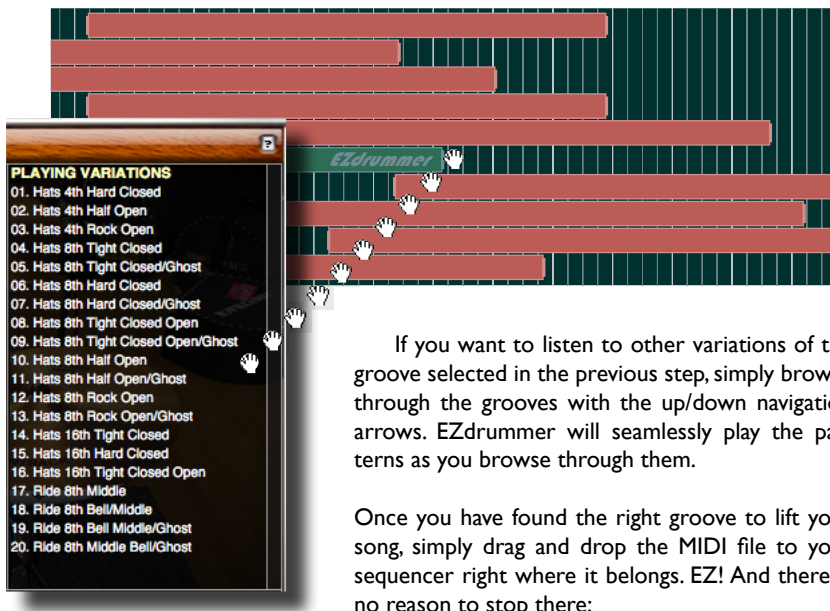 EZdrummer
PLAYING VARIATIONS
01. Hats 4th Hard Closed
02. Hats 4th Half Open
03. Hats 4th Rock Open
04. Hats 8th Tight Closed
05. Hats 8th Tight Closed/Ghost
06. Hats 8th Hard Closed
07. Hats 8th Hard Closed/Ghost
08. Hats 8th Tight Closed Open
09. Hats 8th Tight Closed Open/Ghost
10. Hats 8th Half Open
11. Hats 8th Half Open/Ghost
12. Hats 8th Rock Open
13. Hats 8th Rock Open/Ghost
14. Hats 16th Tight Closed
15. Hats 16th Hard Closed
16. Hats 16th Tight Closed Open
17. Ride 8th Middle
18. Ride 8th Bell/Middle
19. Ride 8th Bell Middle/Ghost
20. Ride 8th Middle Bell/Ghost
?
If you want to listen to other variations of t
groove selected in the previous step, simply brow
through the grooves with the up/down navigatio
arrows. EZdrummer will seamlessly play the pa
terns as you browse through them.
Once you have found the right groove to lift yo
song, simply drag and drop the MIDI file to yo
sequencer right where it belongs. EZ! And there
no reason to stop there: